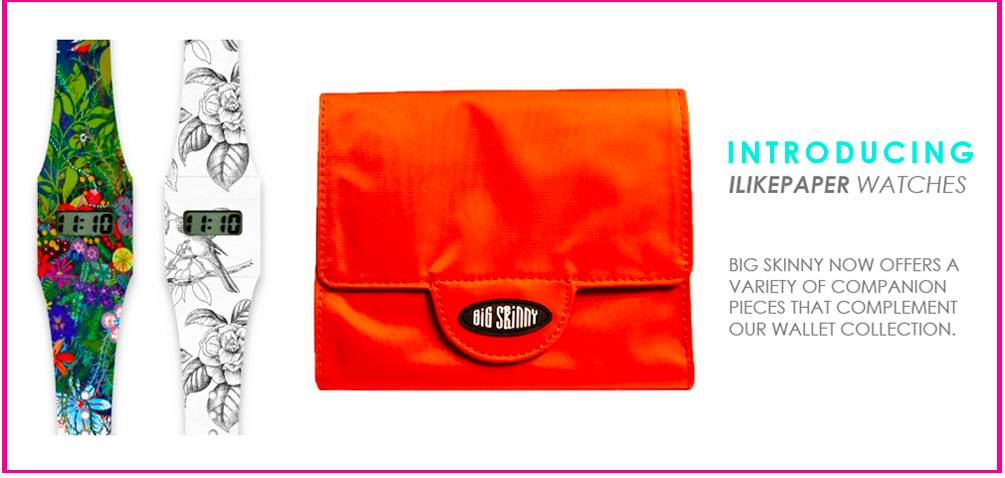 11:10
11:10
BIG SKINNY
INTRODUCING
ILIKEPAPER WATCHES
BIG SKINNY NOW OFFERS A
VARIETY OF COMPANION
PIECES THAT COMPLEMENT
OUR WALLET COLLECTION.